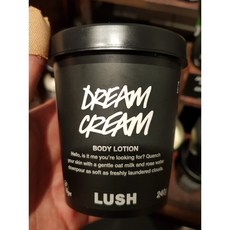 DREAM
CREAM
BODY LOTION
Hello, is it me you're looking for? Quench
your skin with a gentle oat milk and rose water
as soft as freshly laundered clouds.
LUSH